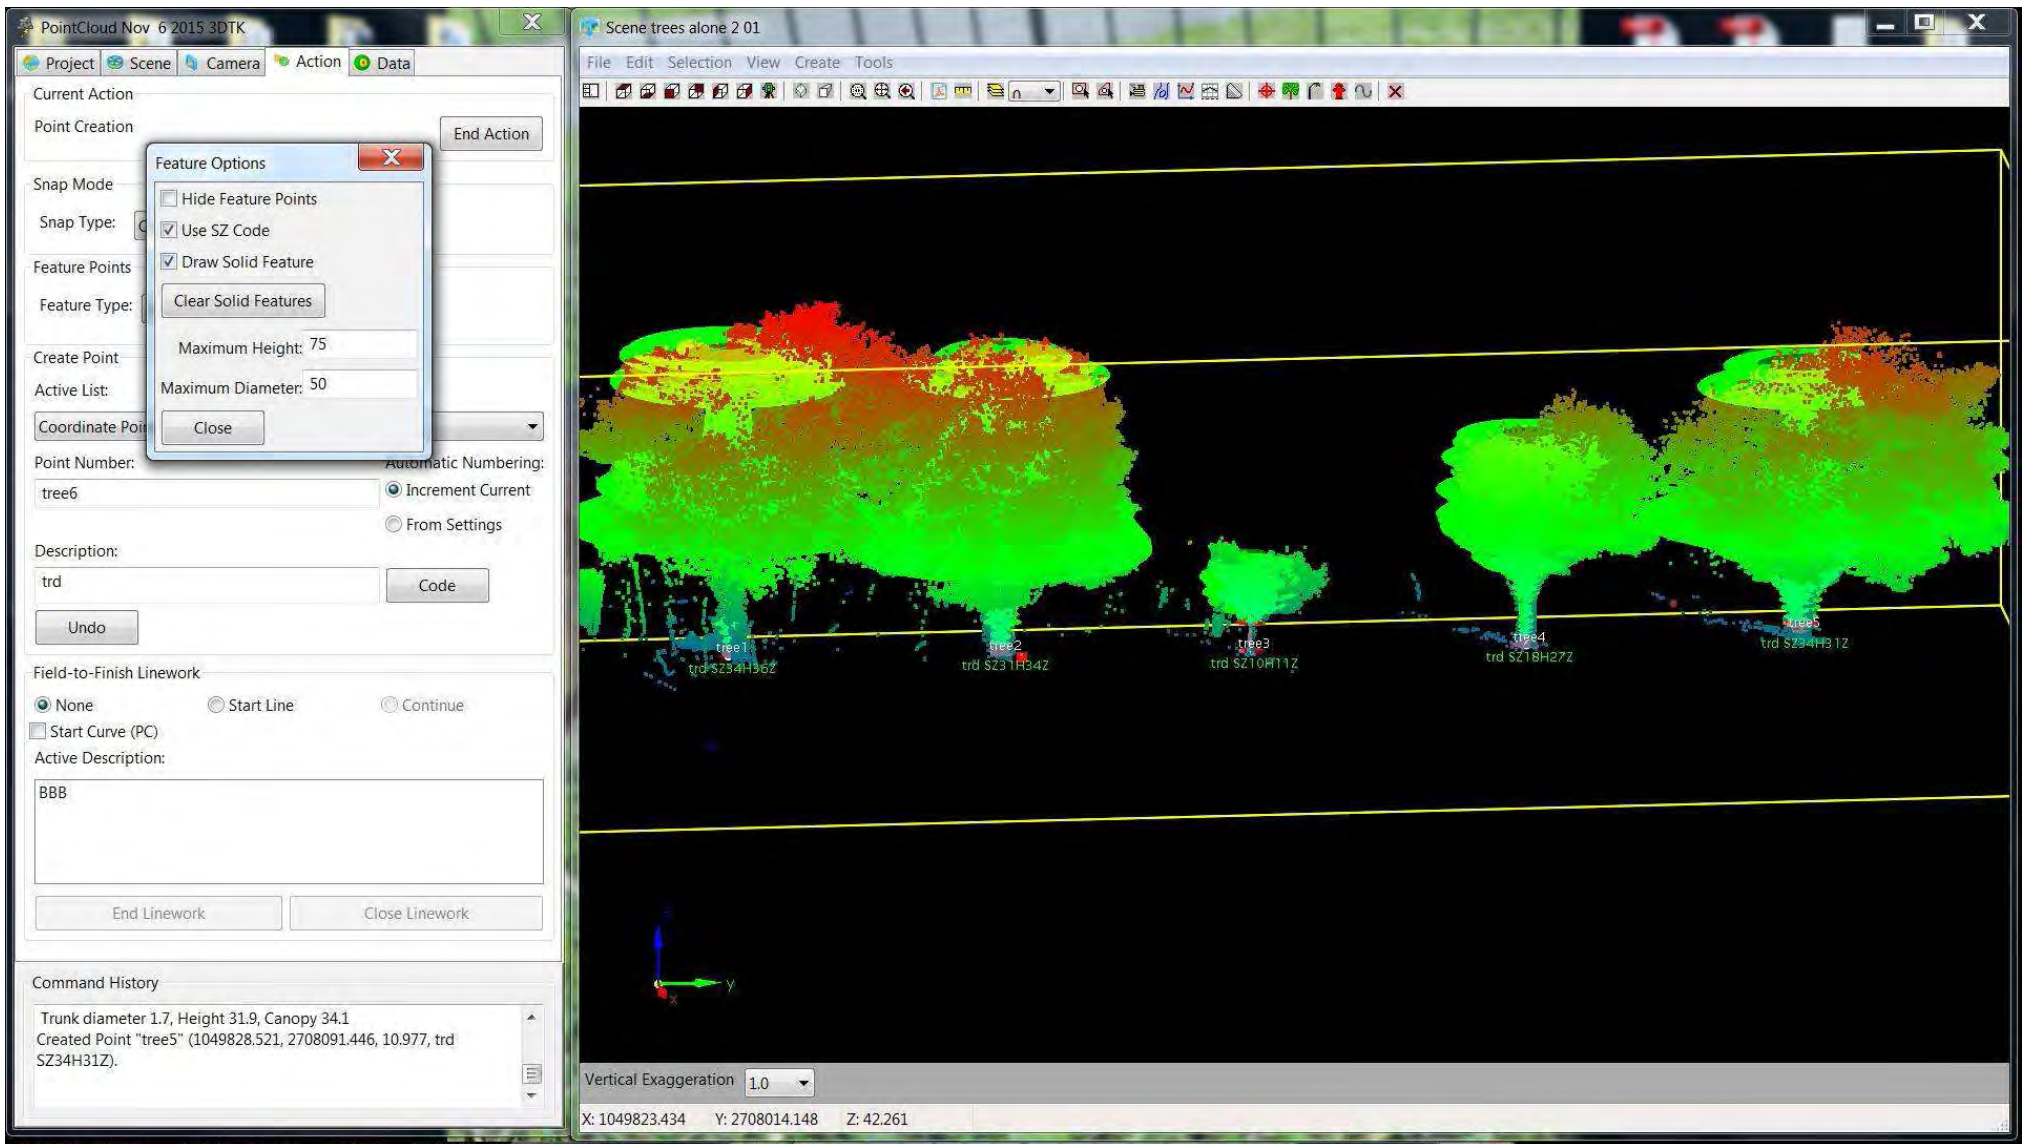 PointCloud Nov 6 2015 3DTK
Project Scene Camera Action Data
Current Action
Point Creation
End Action
Snap Mode
Snap Type:
Feature Points
Feature Type:
Create Point
Active List:
Coordinate Poin
Point Number:
Automatic Numbering:
tree6
Increment Current
From Settings
Description:
trd
Code
Undo
Field-to-Finish Linework
None Start Line Continue
Start Curve (PC)
Active Description:
BBB
End Linework Close Linework
Command History
Trunk diameter 1.7, Height 31.9, Canopy 34.1
Created Point "tree5" (1049828.521, 2708091.446, 10.977, trd
SZ34H31Z).
Feature Options
Hide Feature Points
Use SZ Code
Draw Solid Feature
Clear Solid Features
Maximum Height: 75
Maximum Diameter: 50
Close
Scene trees alone 2 01
File Edit Selection View Create Tools
tree1
trd SZ34H36Z
tree2
trd SZ31H34Z
tree3
trd SZ10H11Z
tree4
trd SZ18H27Z
tree5
trd SZ34H31Z
y
x
Vertical Exaggeration 1.0
X: 1049823.434 Y: 2708014.148 Z: 42.261